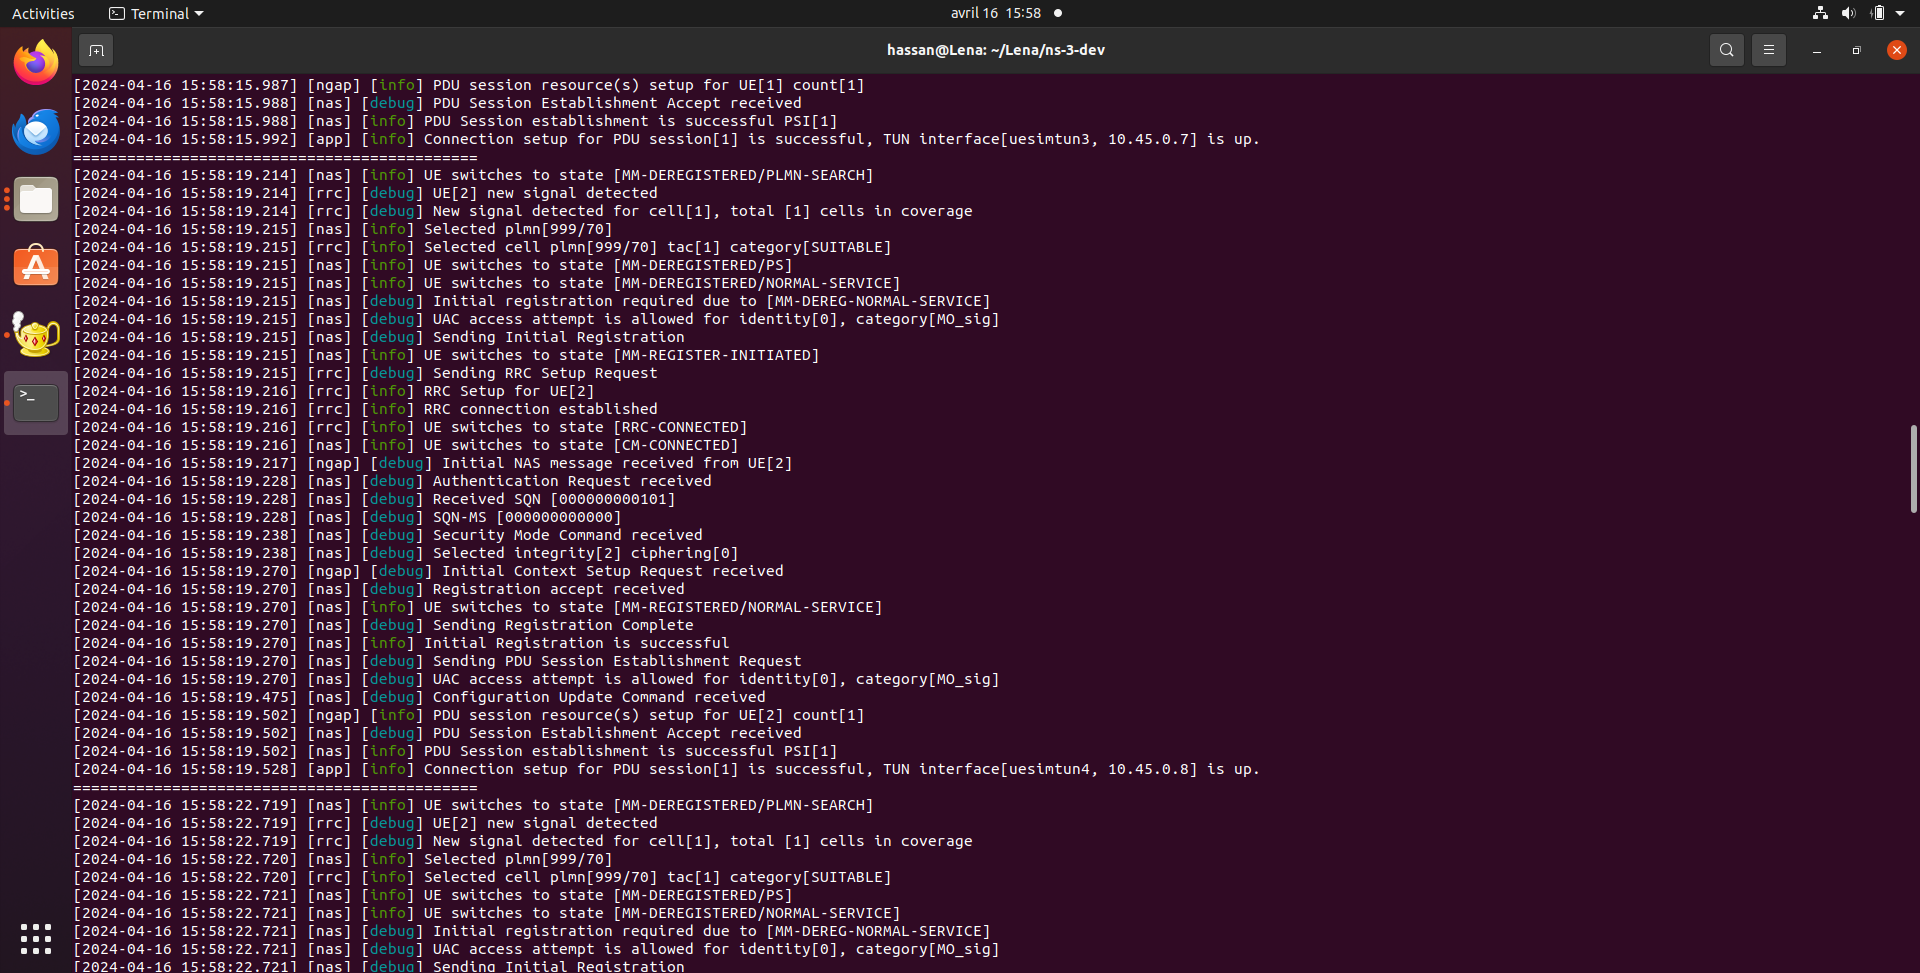 Activities
Terminal
avril 16 15:58
hassan@Lena: ~/Lena/ns-3-dev
[2024-04-16 15:58:15.987] [ngap] [info] PDU session resource(s) setup for UE[1] count[1]
[2024-04-16 15:58:15.988] [nas] [debug] PDU Session Establishment Accept received
[2024-04-16 15:58:15.988] [nas] [info] PDU Session establishment is successful PSI[1]
[2024-04-16 15:58:15.992] [app] [info] Connection setup for PDU session[1] is successful, TUN interface[uesimtun3, 10.45.0.7] is up.
=============================================
[2024-04-16 15:58:19.214] [nas] [info] UE switches to state [MM-DEREGISTERED/PLMN-SEARCH]
[2024-04-16 15:58:19.214] [rrc] [debug] UE[2] new signal detected
[2024-04-16 15:58:19.214] [rrc] [debug] New signal detected for cell[1], total [1] cells in coverage
[2024-04-16 15:58:19.215] [nas] [info] Selected plmn[999/70]
[2024-04-16 15:58:19.215] [rrc] [info] Selected cell plmn[999/70] tac[1] category[SUITABLE]
[2024-04-16 15:58:19.215] [nas] [info] UE switches to state [MM-DEREGISTERED/PS]
[2024-04-16 15:58:19.215] [nas] [info] UE switches to state [MM-DEREGISTERED/NORMAL-SERVICE]
[2024-04-16 15:58:19.215] [nas] [debug] Initial registration required due to [MM-DEREG-NORMAL-SERVICE]
[2024-04-16 15:58:19.215] [nas] [debug] UAC access attempt is allowed for identity[0], category[MO_sig]
[2024-04-16 15:58:19.215] [nas] [debug] Sending Initial Registration
[2024-04-16 15:58:19.215] [nas] [info] UE switches to state [MM-REGISTER-INITIATED]
[2024-04-16 15:58:19.215] [rrc] [debug] Sending RRC Setup Request
[2024-04-16 15:58:19.216] [rrc] [info] RRC Setup for UE[2]
[2024-04-16 15:58:19.216] [rrc] [info] RRC connection established
[2024-04-16 15:58:19.216] [rrc] [info] UE switches to state [RRC-CONNECTED]
[2024-04-16 15:58:19.216] [nas] [info] UE switches to state [CM-CONNECTED]
[2024-04-16 15:58:19.217] [ngap] [debug] Initial NAS message received from UE[2]
[2024-04-16 15:58:19.228] [nas] [debug] Authentication Request received
[2024-04-16 15:58:19.228] [nas] [debug] Received SQN [000000000101]
[2024-04-16 15:58:19.228] [nas] [debug] SQN-MS [000000000000]
[2024-04-16 15:58:19.238] [nas] [debug] Security Mode Command received
[2024-04-16 15:58:19.238] [nas] [debug] Selected integrity[2] ciphering[0]
[2024-04-16 15:58:19.270] [ngap] [debug] Initial Context Setup Request received
[2024-04-16 15:58:19.270] [nas] [debug] Registration accept received
[2024-04-16 15:58:19.270] [nas] [info] UE switches to state [MM-REGISTERED/NORMAL-SERVICE]
[2024-04-16 15:58:19.270] [nas] [debug] Sending Registration Complete
[2024-04-16 15:58:19.270] [nas] [info] Initial Registration is successful
[2024-04-16 15:58:19.270] [nas] [debug] Sending PDU Session Establishment Request
[2024-04-16 15:58:19.270] [nas] [debug] UAC access attempt is allowed for identity[0], category[MO_sig]
[2024-04-16 15:58:19.475] [nas] [debug] Configuration Update Command received
[2024-04-16 15:58:19.502] [ngap] [info] PDU session resource(s) setup for UE[2] count[1]
[2024-04-16 15:58:19.502] [nas] [debug] PDU Session Establishment Accept received
[2024-04-16 15:58:19.502] [nas] [info] PDU Session establishment is successful PSI[1]
[2024-04-16 15:58:19.528] [app] [info] Connection setup for PDU session[1] is successful, TUN interface[uesimtun4, 10.45.0.8] is up.
=============================================
[2024-04-16 15:58:22.719] [nas] [info] UE switches to state [MM-DEREGISTERED/PLMN-SEARCH]
[2024-04-16 15:58:22.719] [rrc] [debug] UE[2] new signal detected
[2024-04-16 15:58:22.719] [rrc] [debug] New signal detected for cell[1], total [1] cells in coverage
[2024-04-16 15:58:22.720] [nas] [info] Selected plmn[999/70]
[2024-04-16 15:58:22.720] [rrc] [info] Selected cell plmn[999/70] tac[1] category[SUITABLE]
[2024-04-16 15:58:22.721] [nas] [info] UE switches to state [MM-DEREGISTERED/PS]
[2024-04-16 15:58:22.721] [nas] [info] UE switches to state [MM-DEREGISTERED/NORMAL-SERVICE]
[2024-04-16 15:58:22.721] [nas] [debug] Initial registration required due to [MM-DEREG-NORMAL-SERVICE]
[2024-04-16 15:58:22.721] [nas] [debug] UAC access attempt is allowed for identity[0], category[MO_sig]
[2024-04-16 15:58:22.721] [nas] [debug] Sending Initial Registration